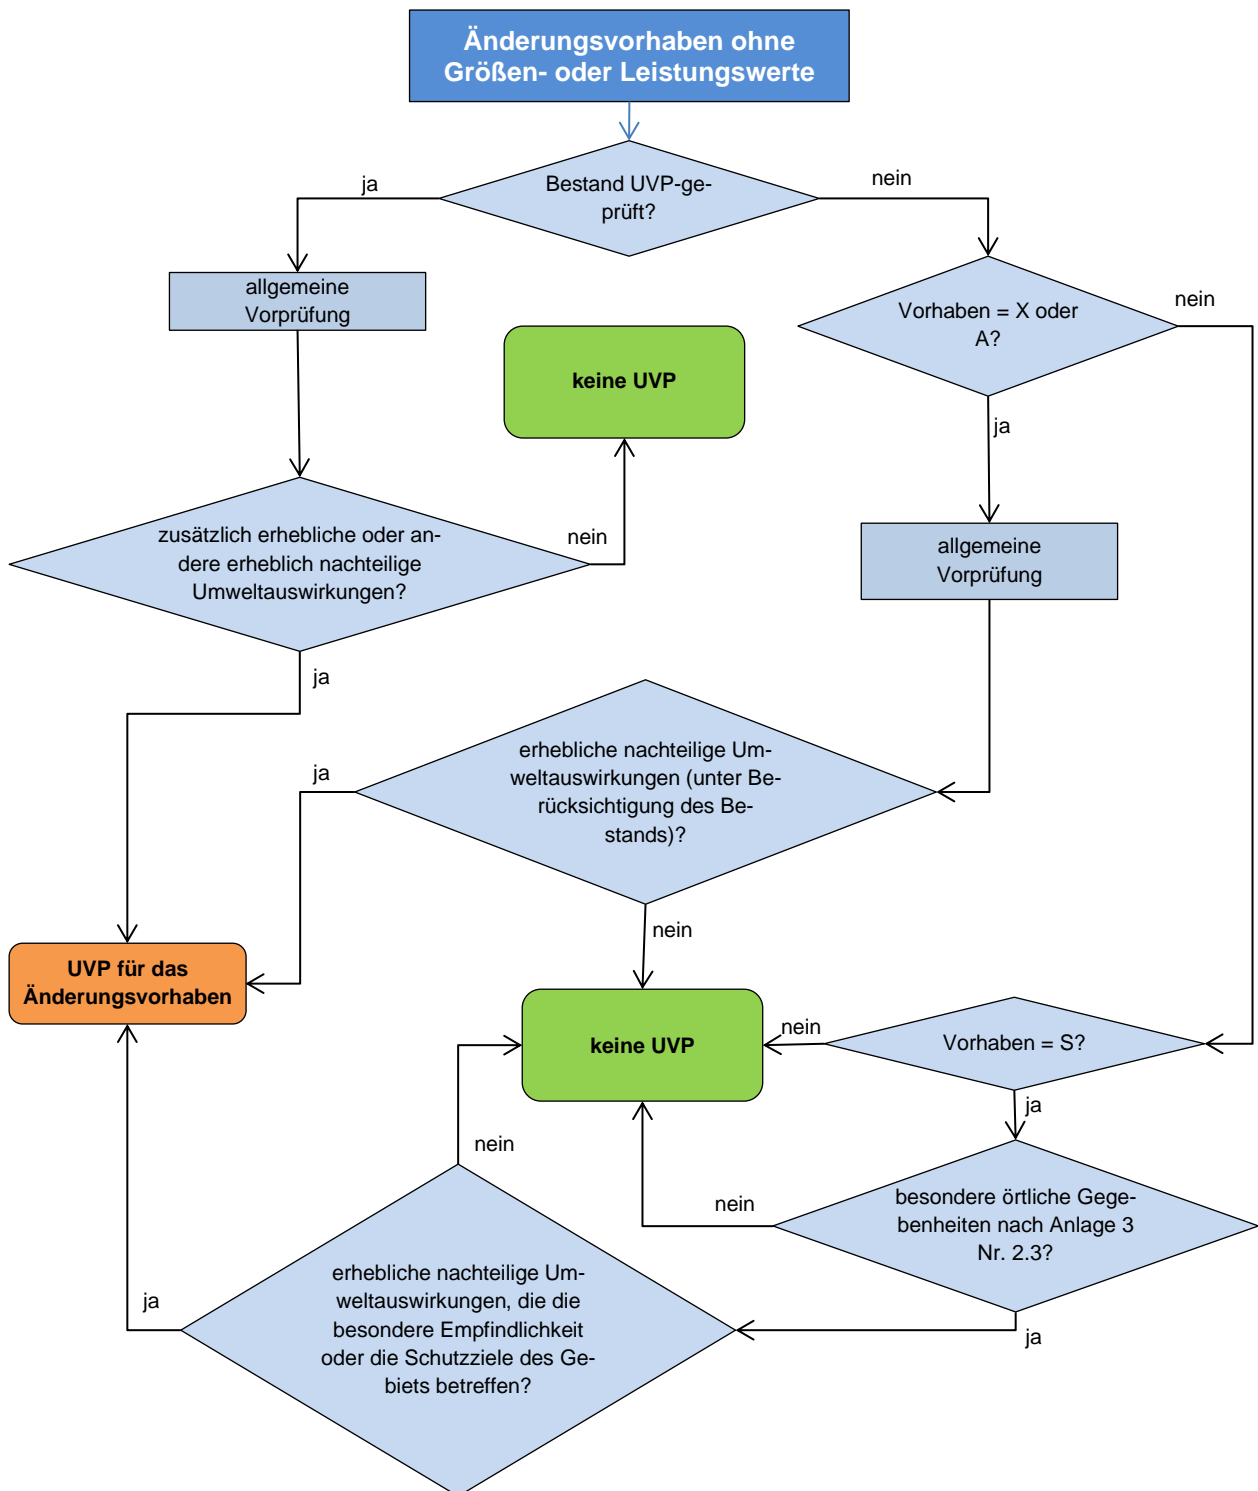 Änderungsvorhaben ohne
Größen- oder Leistungswerte
ja
Bestand UVP-ge-
prüft?
nein
allgemeine
Vorprüfung
Vorhaben = X oder
A?
nein
keine UVP
ja
zusätzlich erhebliche oder an-
dere erheblich nachteilige
Umweltauswirkungen?
nein
allgemeine
Vorprüfung
ja
erhebliche nachteilige Um-
weltauswirkungen (unter Be-
rücksichtigung des Be-
stands)?
ja
nein
UVP für das
Änderungsvorhaben
keine UVP
nein
Vorhaben = S?
ja
nein
nein
besondere örtliche Gege-
benheiten nach Anlage 3
Nr. 2.3?
ja
erhebliche nachteilige Um-
weltauswirkungen, die die
besondere Empfindlichkeit
oder die Schutzziele des Ge-
biets betreffen?
ja